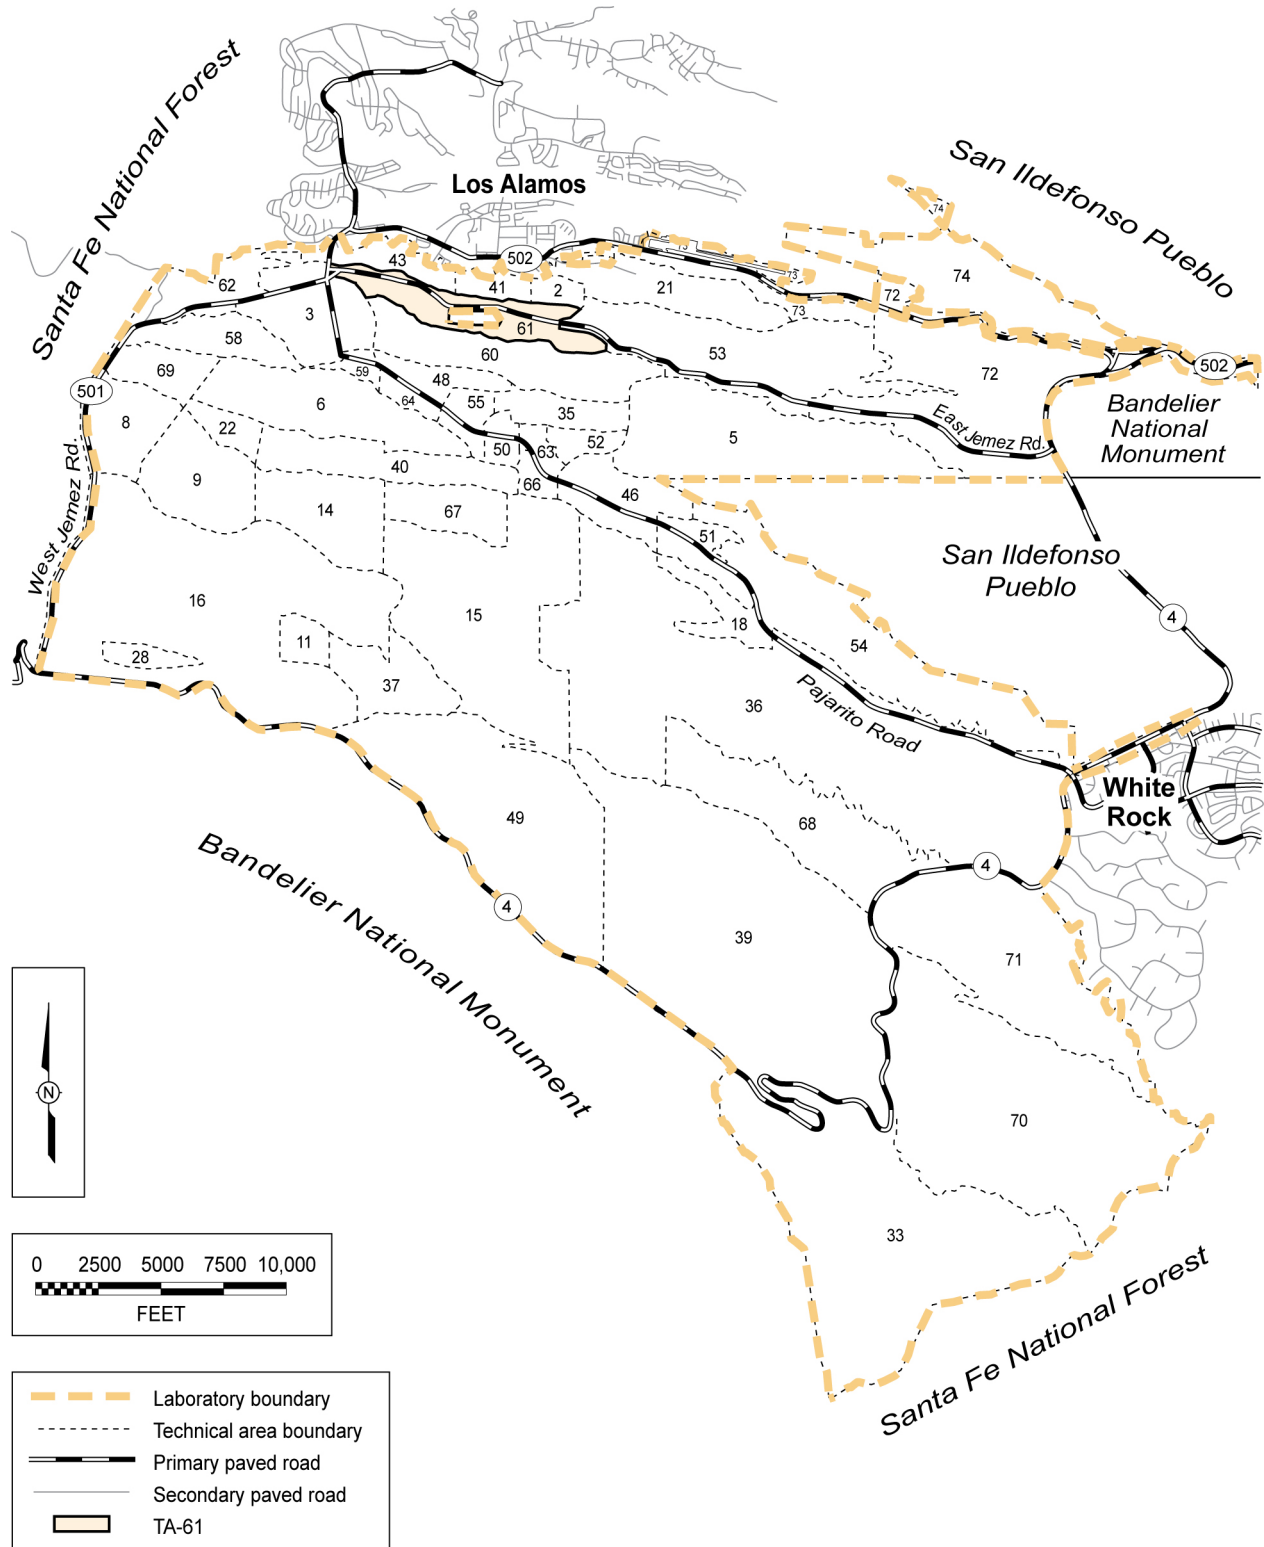 Santa Fe National Forest
San Ildefonso Pueblo
Los Alamos
74
43
502
73
73
74
62
41
2
21
72
3
73
61
58
53
60
502
69
59
48
72
501
64
55
6
35
Bandelier
National
Monument
8
22
East Jemez Rd.
52
5
50
63
40
9
66
46
14
67
51
West Jemez Rd.
San Ildefonso
Pueblo
16
15
4
18
11
54
28
37
36
Pajarito Road
White
Rock
49
68
4
Bandelier National Monument
4
39
71
N
70
33
Santa Fe National Forest
0 2500 5000 7500 10,000
FEET
Laboratory boundary
Technical area boundary
Primary paved road
Secondary paved road
TA-61